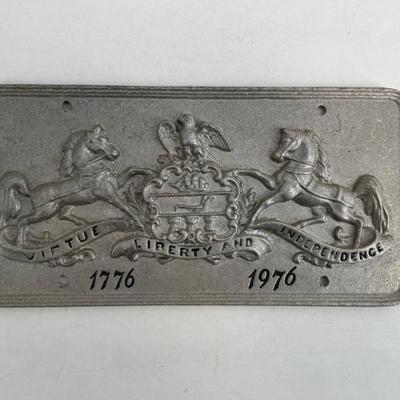 VIRTUE LIBERTY AND INDEPENDENCE
1776 1976